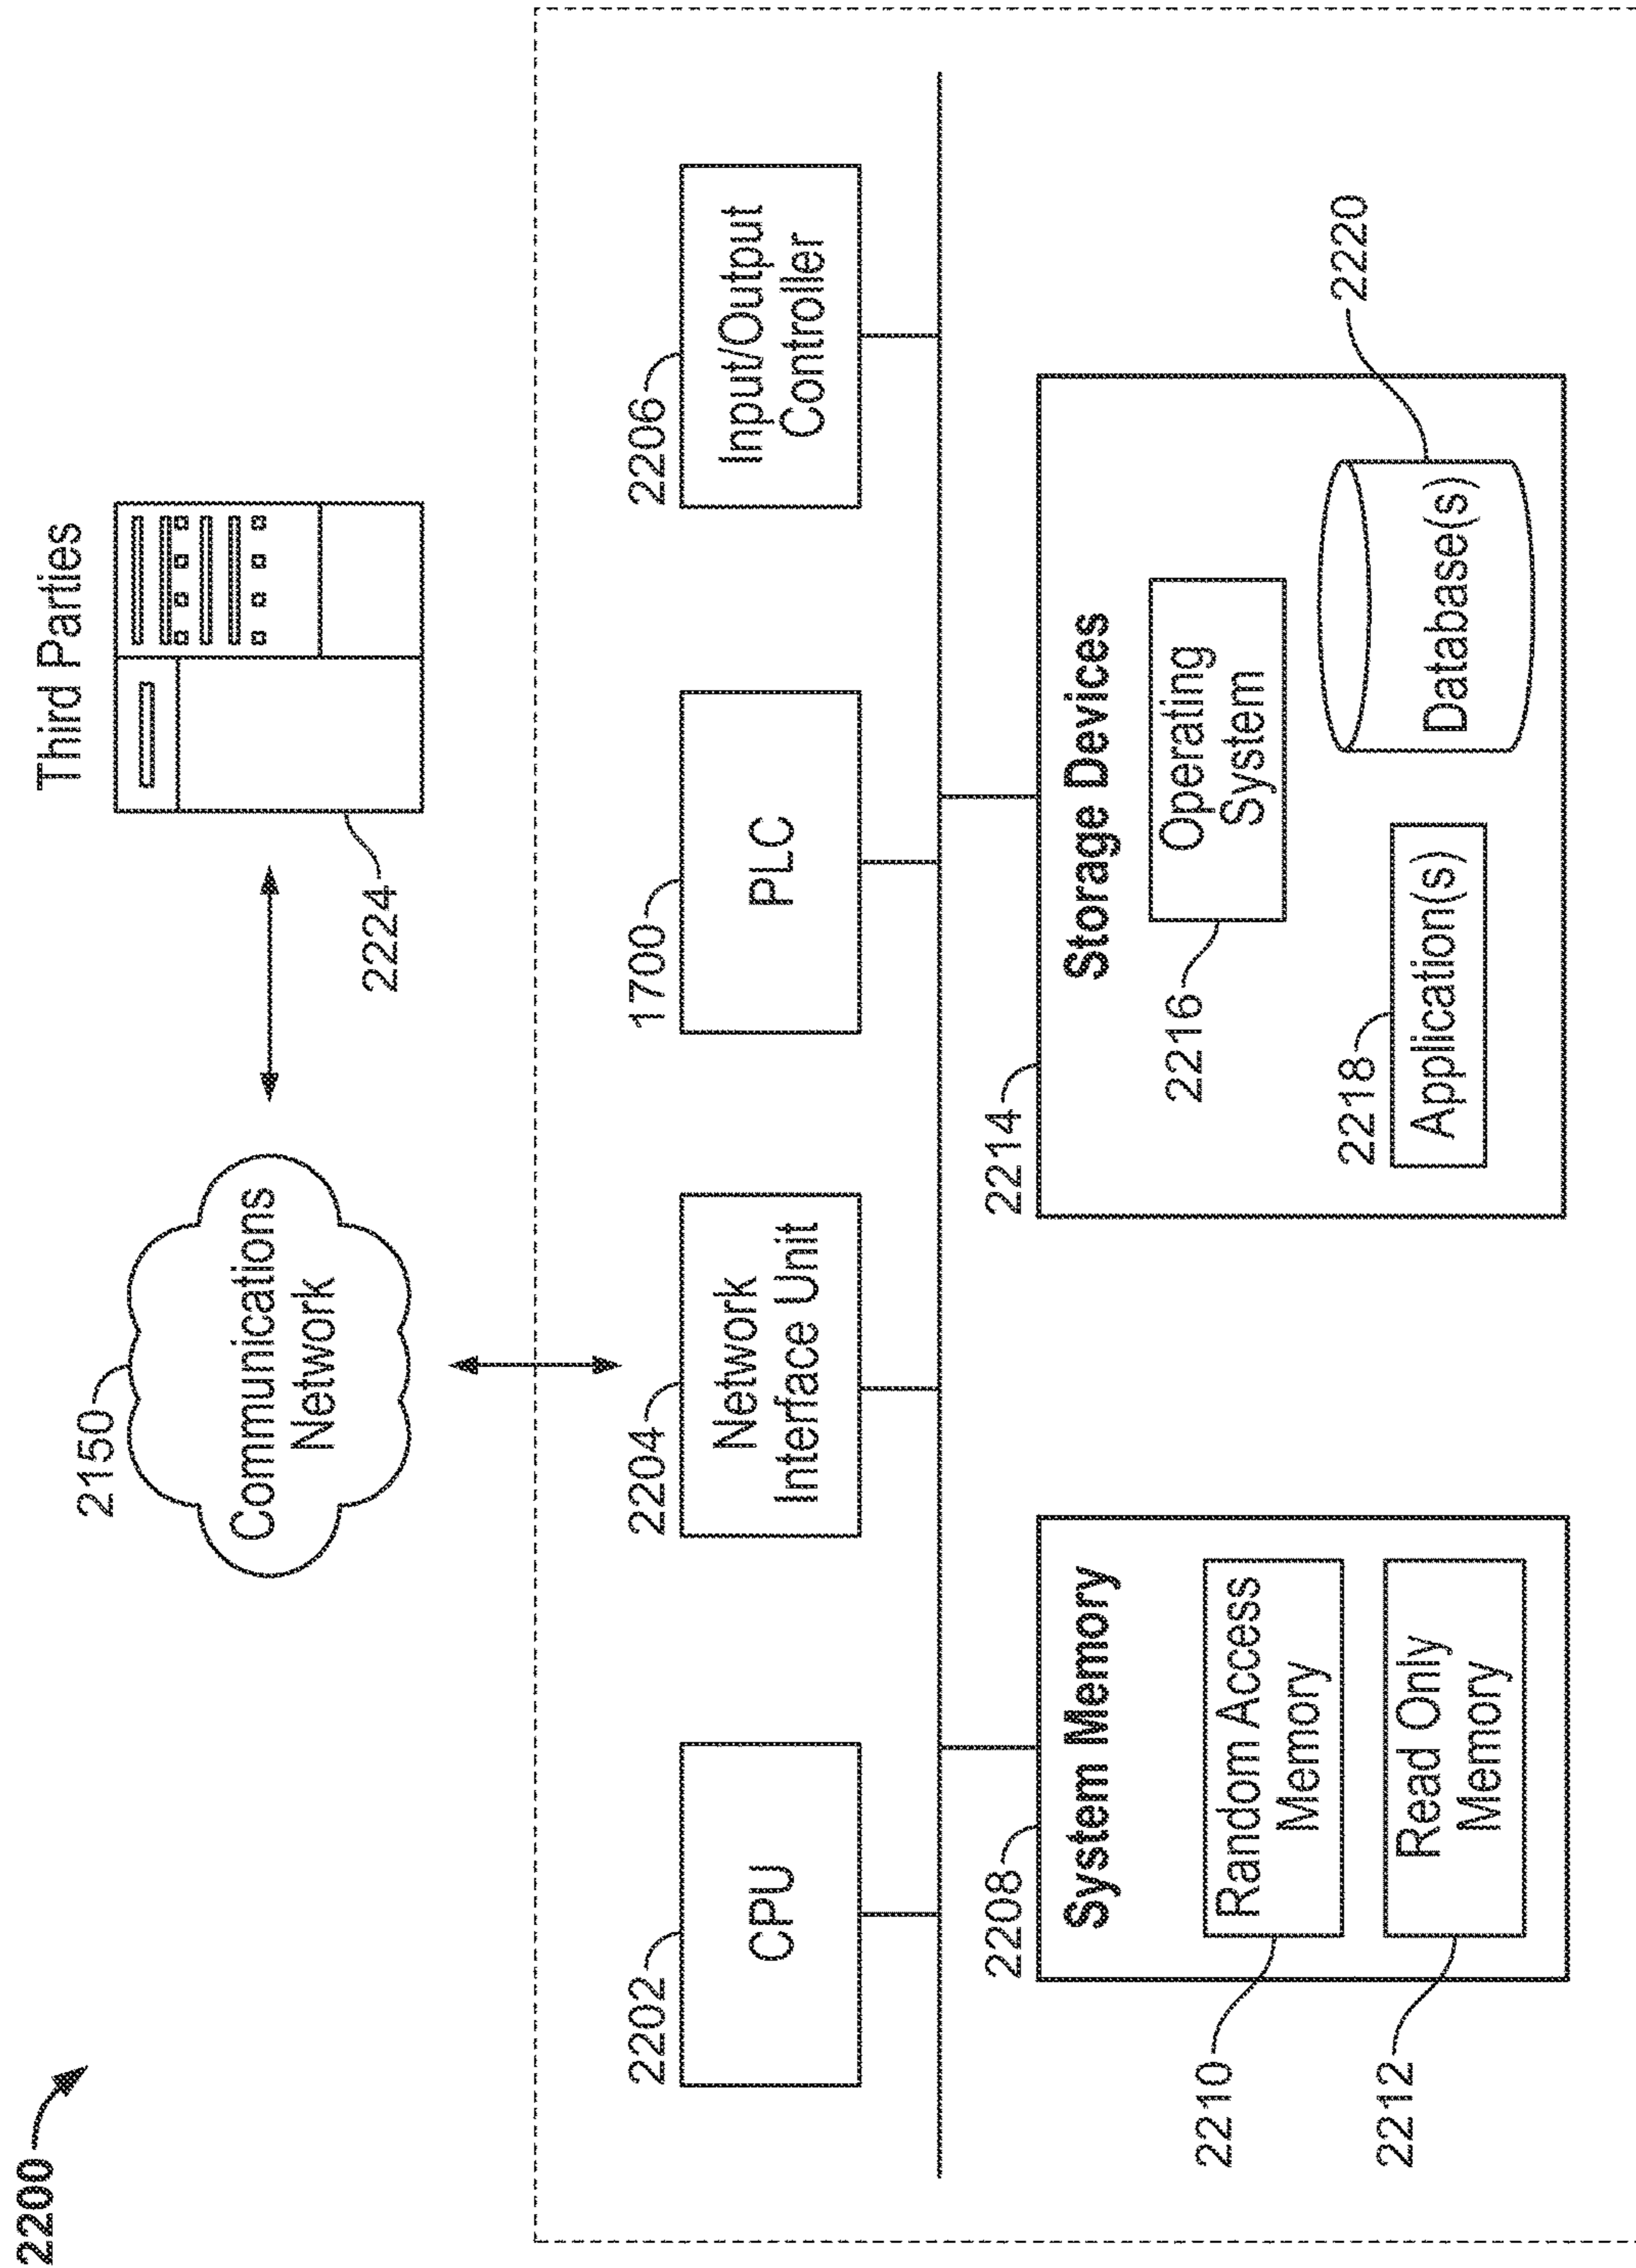 2200
Third Parties
2150
Communications
Network
2224
2202
CPU
2204
Network
Interface Unit
1700
PLC
2206
Input/Output
Controller
2208
System Memory
2210
Random Access
Memory
2212
Read Only
Memory
2214
Storage Devices
2216
Operating
System
2218
Application(s)
2220
Database(s)